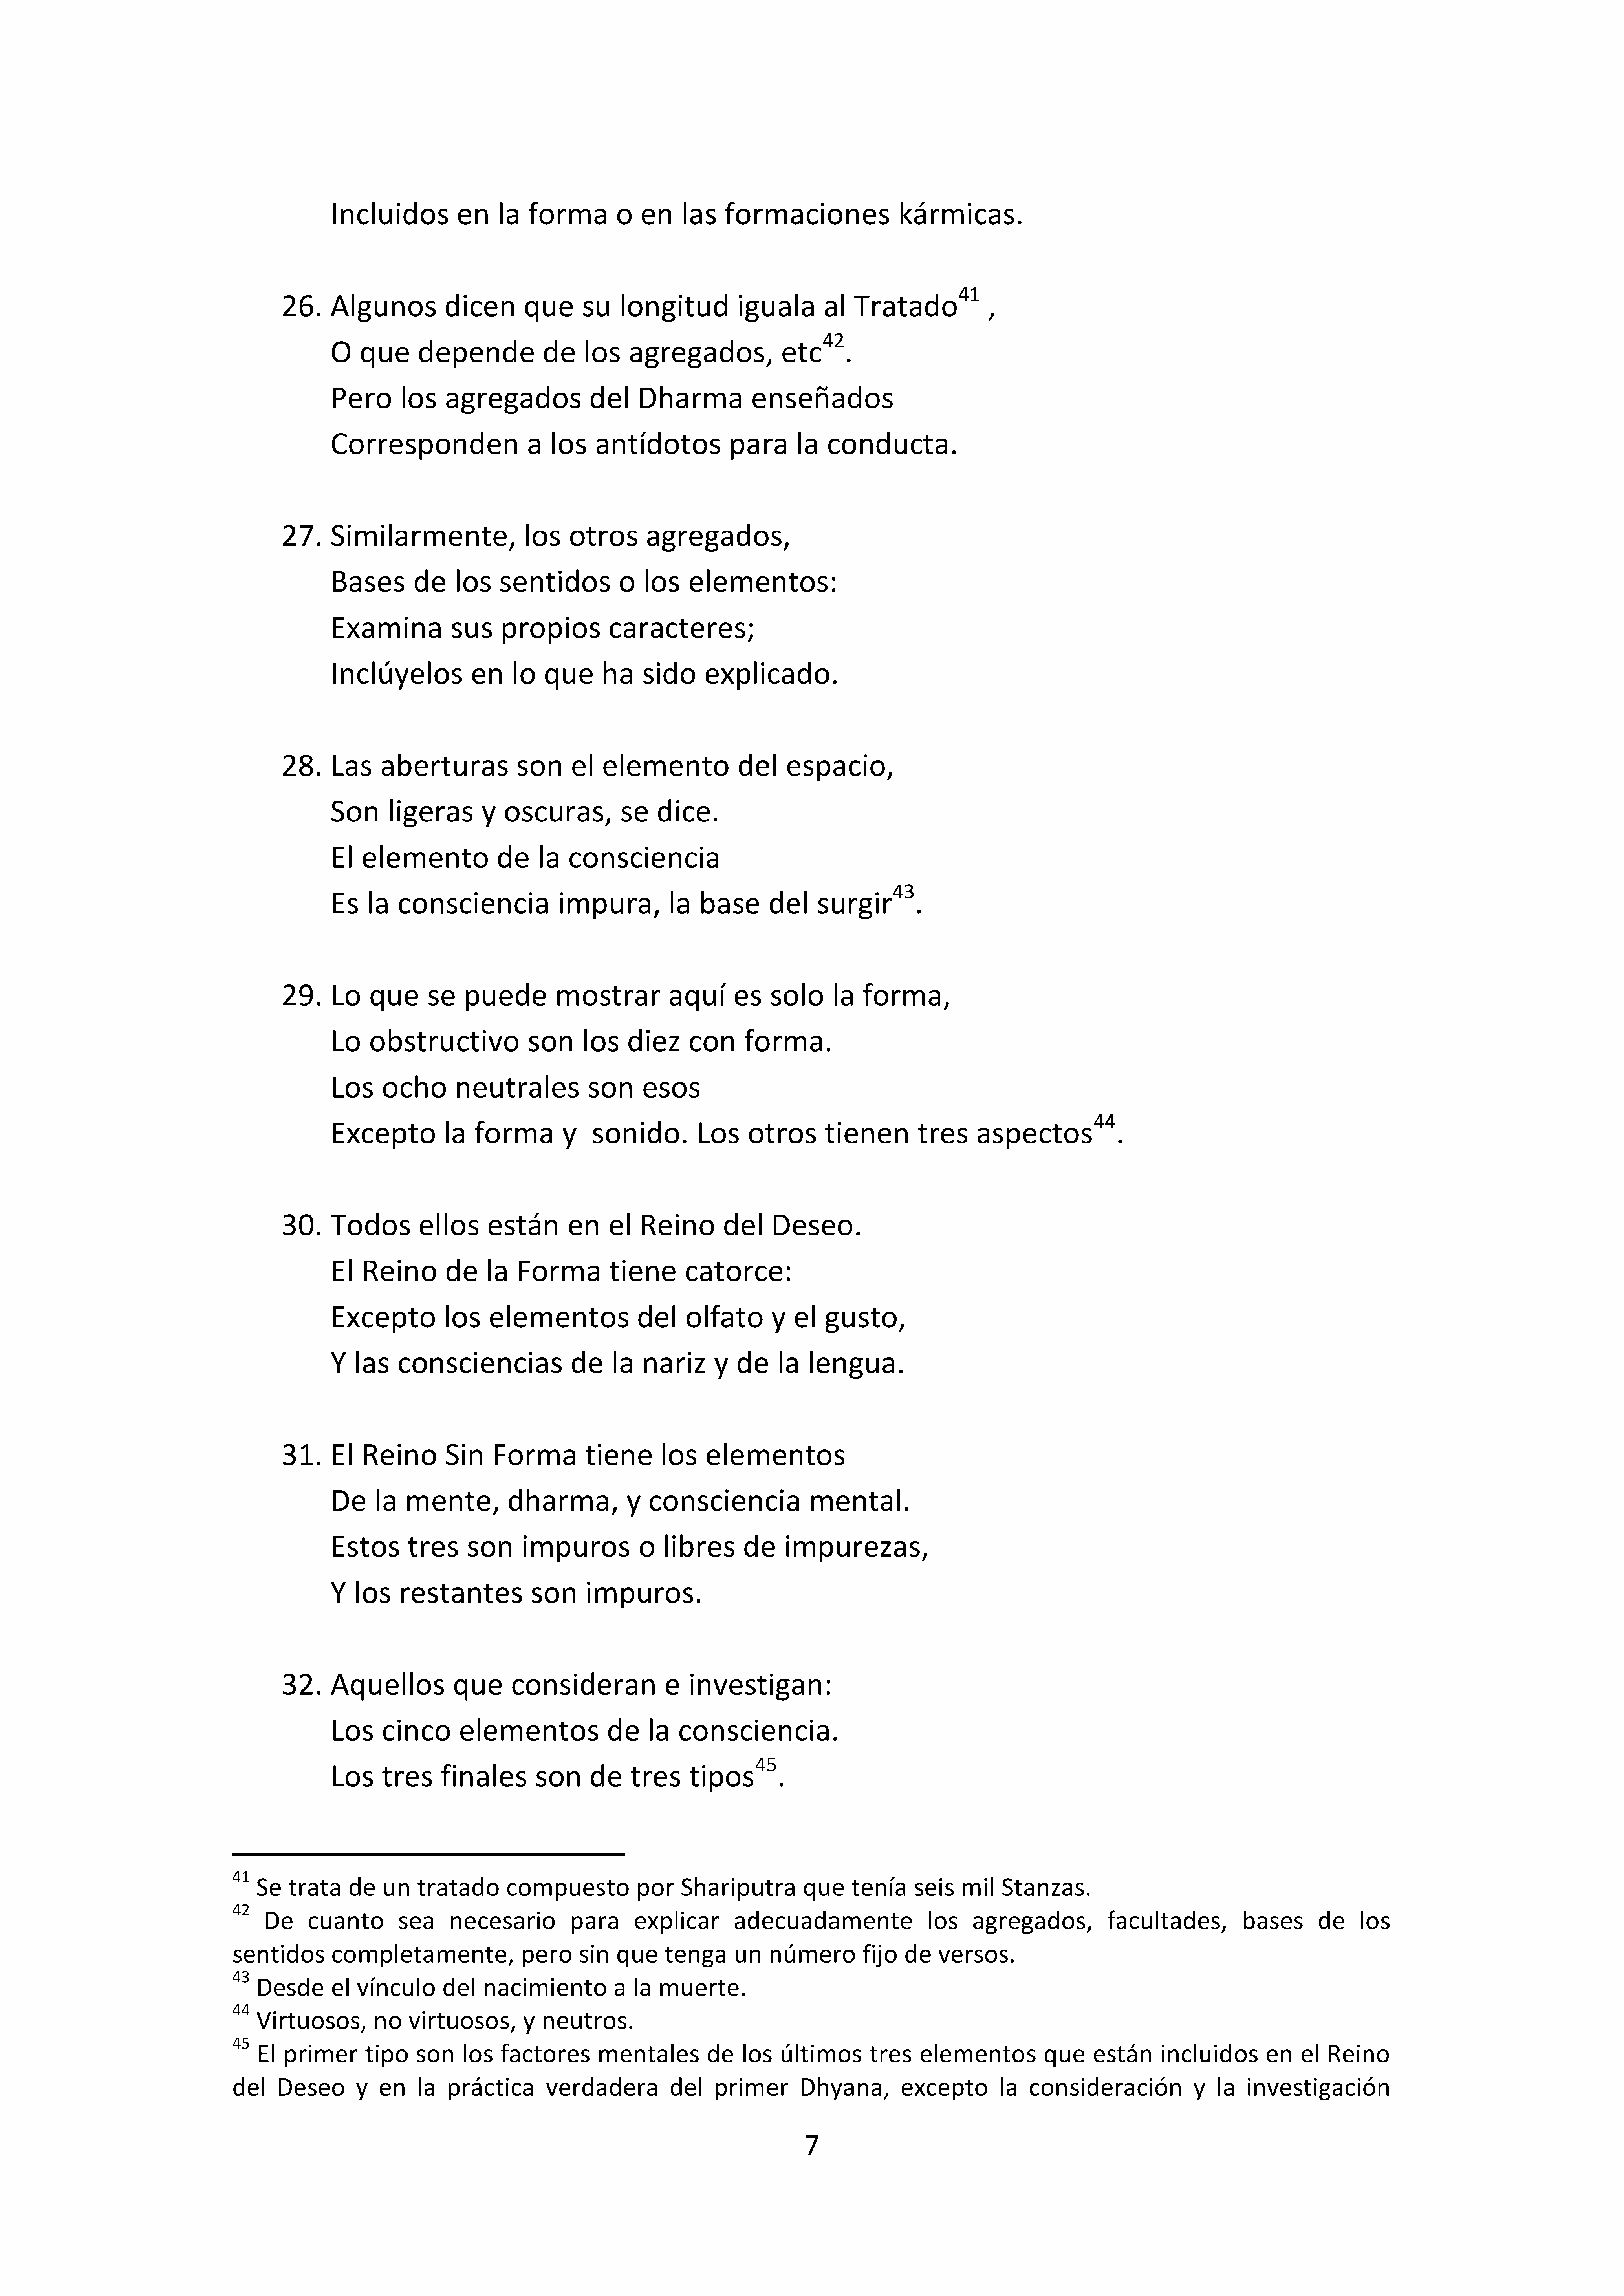 Incluidos en la forma o en las formaciones kármicas.
26. Algunos dicen que su longitud iguala al Tratado41 ,
O que depende de los agregados, etc42.
Pero los agregados del Dharma enseñados
Corresponden a los antídotos para la conducta.
27. Similarmente, los otros agregados,
Bases de los sentidos o los elementos:
Examina sus propios caracteres;
Inclúyelos en lo que ha sido explicado.
28. Las aberturas son el elemento del espacio,
Son ligeras y oscuras, se dice.
El elemento de la consciencia
Es la consciencia impura, la base del surgir43.
29. Lo que se puede mostrar aquí es solo la forma,
Lo obstructivo son los diez con forma.
Los ocho neutrales son esos
Excepto la forma y  sonido. Los otros tienen tres aspectos44.
30. Todos ellos están en el Reino del Deseo.
El Reino de la Forma tiene catorce:
Excepto los elementos del olfato y el gusto,
Y las consciencias de la nariz y de la lengua.
31. El Reino Sin Forma tiene los elementos
De la mente, dharma, y consciencia mental.
Estos tres son impuros o libres de impurezas,
Y los restantes son impuros.
32. Aquellos que consideran e investigan:
Los cinco elementos de la consciencia.
Los tres finales son de tres tipos45.
41 Se trata de un tratado compuesto por Shariputra que tenía seis mil Stanzas.
42 De cuanto sea necesario para explicar adecuadamente los agregados, facultades, bases de los
sentidos completamente, pero sin que tenga un número fijo de versos.
43 Desde el vínculo del nacimiento a la muerte.
44 Virtuosos, no virtuosos, y neutros.
45 El primer tipo son los factores mentales de los últimos tres elementos que están incluidos en el Reino
del Deseo y en la práctica verdadera del primer Dhyana, excepto la consideración y la investigación
7